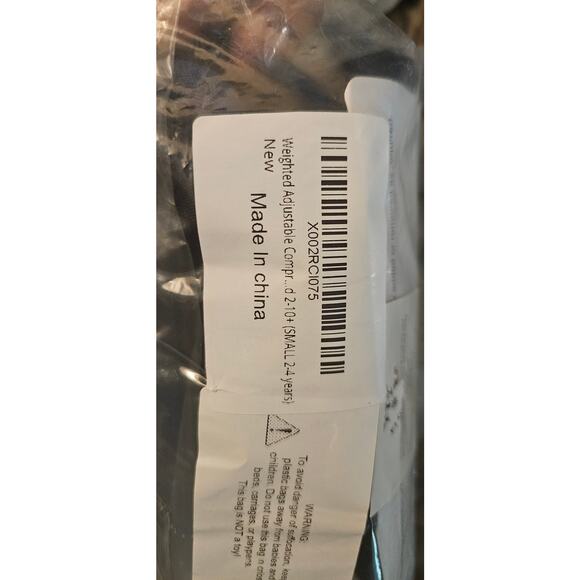 X002RCI075
Weighted Adjustable Compr...d 2-10+ (SMALL 2-4 years)
New
Made In china
WARNING:
To avoid danger of suffocation, keep
plastic bags away from babies and
children. Do not use this bag in
beds, carriages, or playpens.
This bag is NOT a toy!